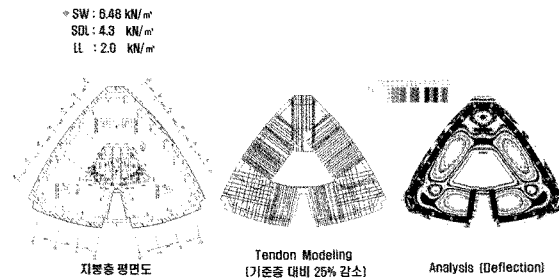 SW : 6.48 kN/㎡
SDL : 4.3 kN/㎡
LL : 2.0 kN/㎡
지붕층 평면도
Tendon Modeling
(기준층 대비 25% 감소)
Analysis (Deflection)